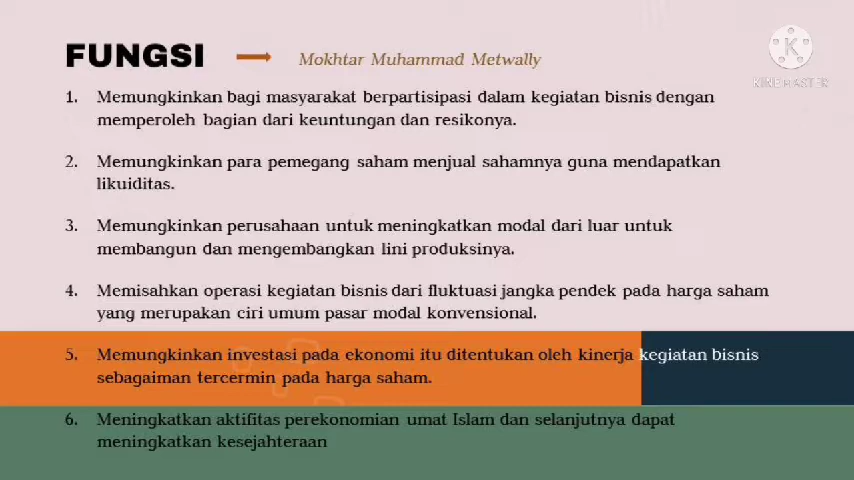 FUNGSI → Mokhtar Muhammad Metwally
KINEMASTER
1. Memungkinkan bagi masyarakat berpartisipasi dalam kegiatan bisnis dengan
memperoleh bagian dari keuntungan dan resikonya.
2. Memungkinkan para pemegang saham menjual sahamnya guna mendapatkan
likuiditas.
3. Memungkinkan perusahaan untuk meningkatkan modal dari luar untuk
membangun dan mengembangkan lini produksinya.
4. Memisahkan operasi kegiatan bisnis dari fluktuasi jangka pendek pada harga saham
yang merupakan ciri umum pasar modal konvensional.
5. Memungkinkan investasi pada ekonomi itu ditentukan oleh kinerja kegiatan bisnis
sebagaiman tercermin pada harga saham.
6. Meningkatkan aktifitas perekonomian umat Islam dan selanjutnya dapat
meningkatkan kesejahteraan